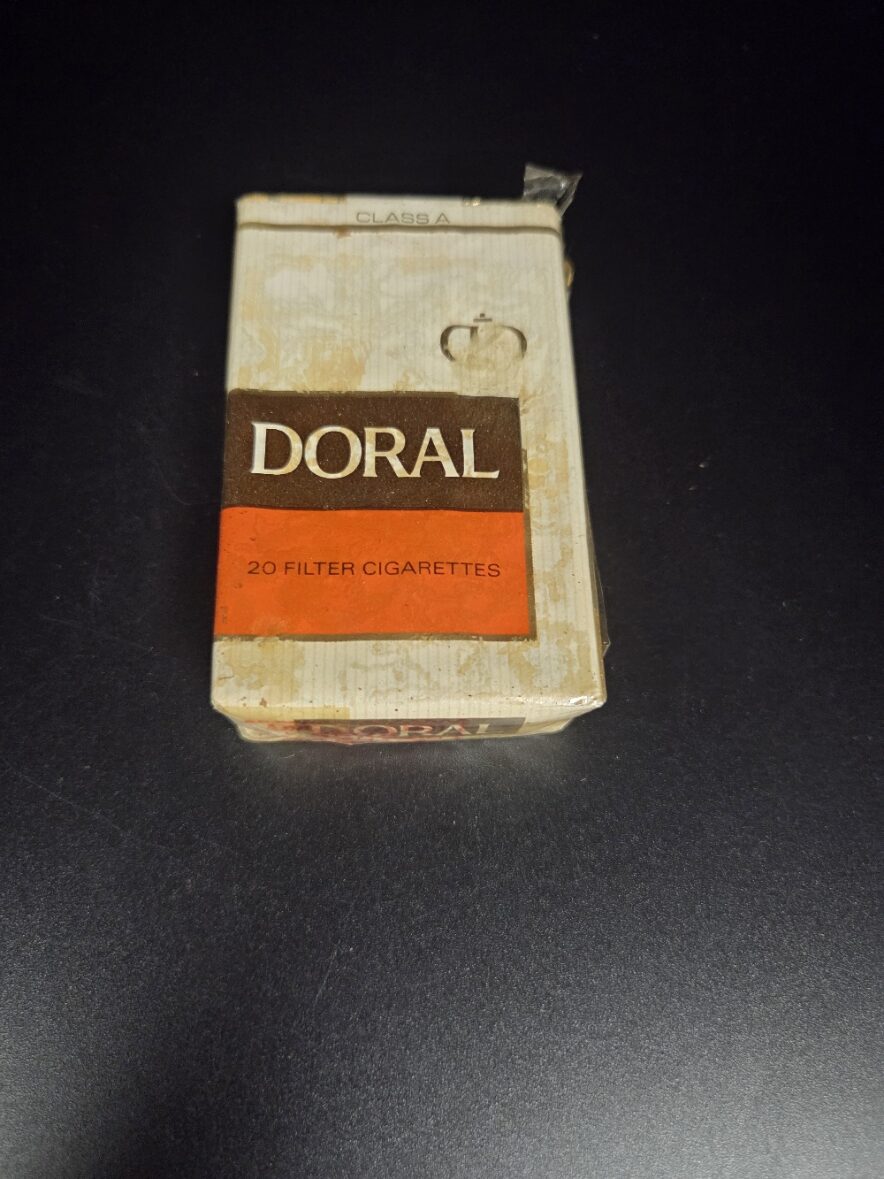 CLASS A
DORAL
20 FILTER CIGARETTES
DORAL